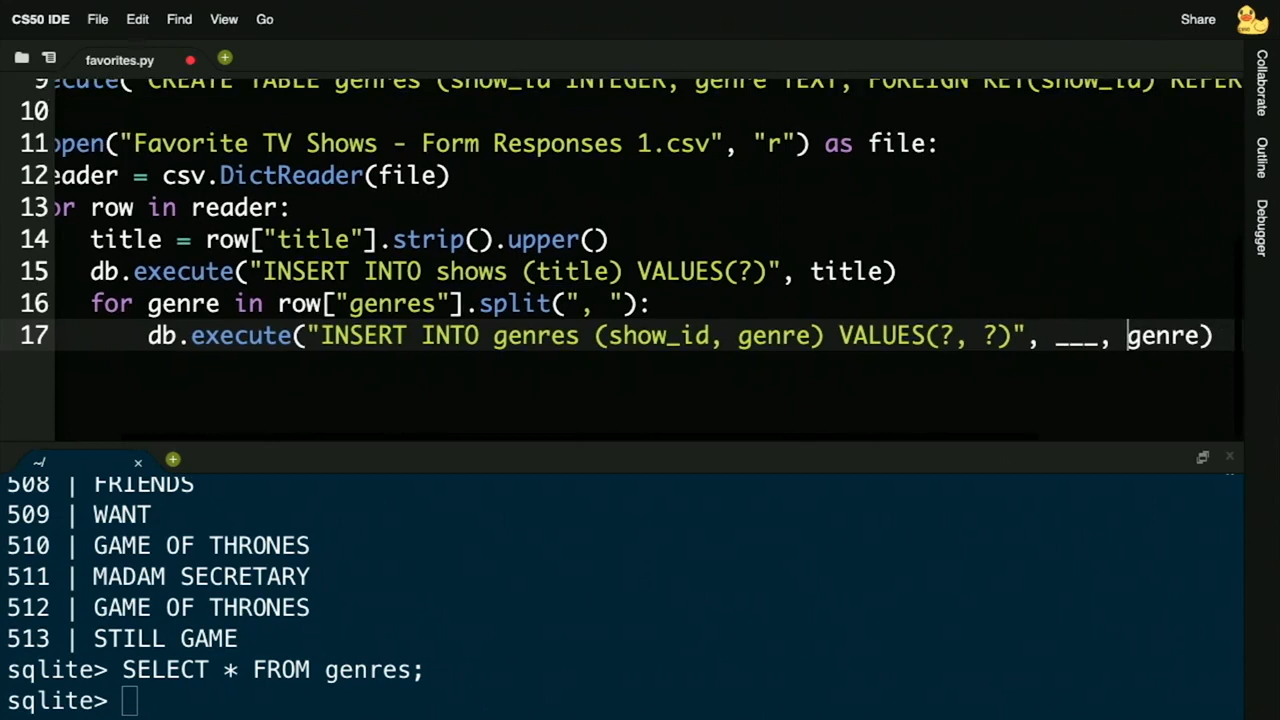 CS50 IDE File Edit Find View Go Share
favorites.py
9 ecute("CREATE TABLE genres (show_id INTEGER, genre TEXT, FOREIGN KEY(show_id) REFER
10
11 open("Favorite TV Shows - Form Responses 1.csv", "r") as file:
12 eader = csv.DictReader(file)
13 or row in reader:
14 title = row["title"].strip().upper()
15 db.execute("INSERT INTO shows (title) VALUES(?)", title)
16 for genre in row["genres"].split(", "):
17 db.execute("INSERT INTO genres (show_id, genre) VALUES(?, ?)", ___, genre)
Collaborate
Outline
Debugger
~/
508 | FRIENDS
509 | WANT
510 | GAME OF THRONES
511 | MADAM SECRETARY
512 | GAME OF THRONES
513 | STILL GAME
sqlite> SELECT * FROM genres;
sqlite>